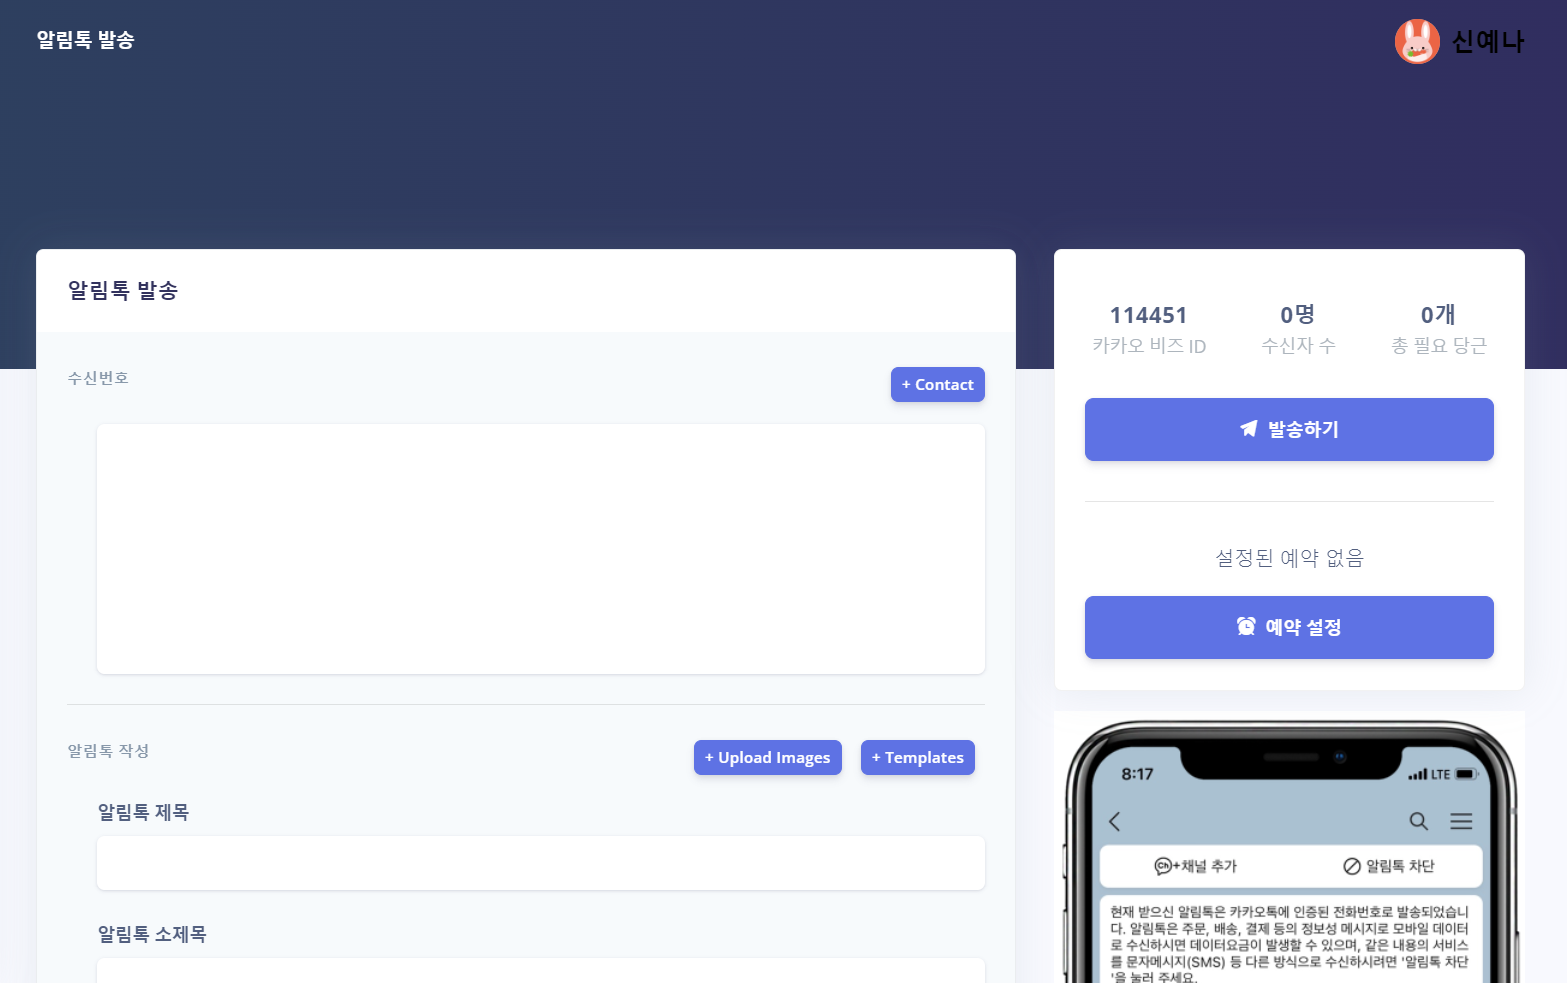 알림톡 발송
신예나
알림톡 발송
수신번호
+ Contact
알림톡 작성
+ Upload Images
+ Templates
알림톡 제목
알림톡 소제목
114451
카카오 비즈 ID
0명
수신자 수
0개
총 필요 당근
발송하기
설정된 예약 없음
예약 설정
8:17
LTE
Ch+채널 추가
알림톡 차단
현재 받으신 알림톡은 카카오톡에 인증된 전화번호로 발송되었습니
다. 알림톡은 주문, 배송, 결제 등의 정보성 메시지로 모바일 데이터
로 수신하시면 데이터요금이 발생할 수 있으며, 같은 내용의 서비스
를 문자메시지(SMS) 등 다른 방식으로 수신하시려면 '알림톡 차단
'을 눌러 주세요.